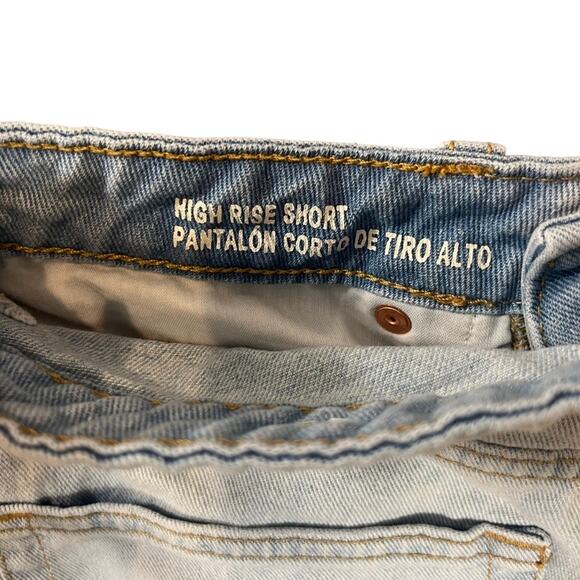 HIGH RISE SHORT
PANTALÓN CORTO DE TIRO ALTO